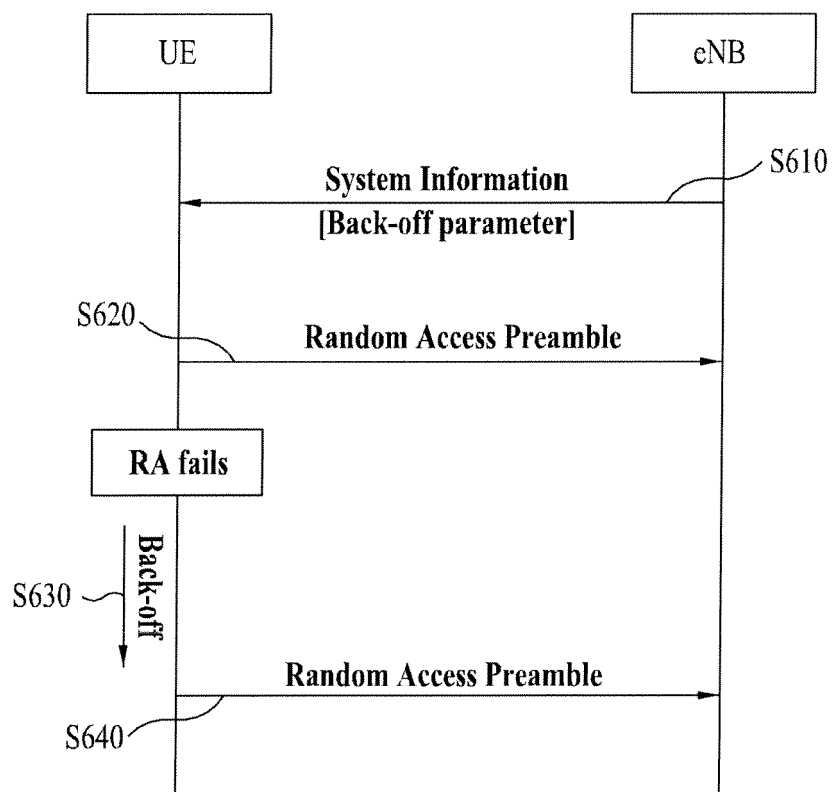 UE
eNB
S610
System Information
[Back-off parameter]
S620
Random Access Preamble
RA fails
Back-off
S630
Random Access Preamble
S640